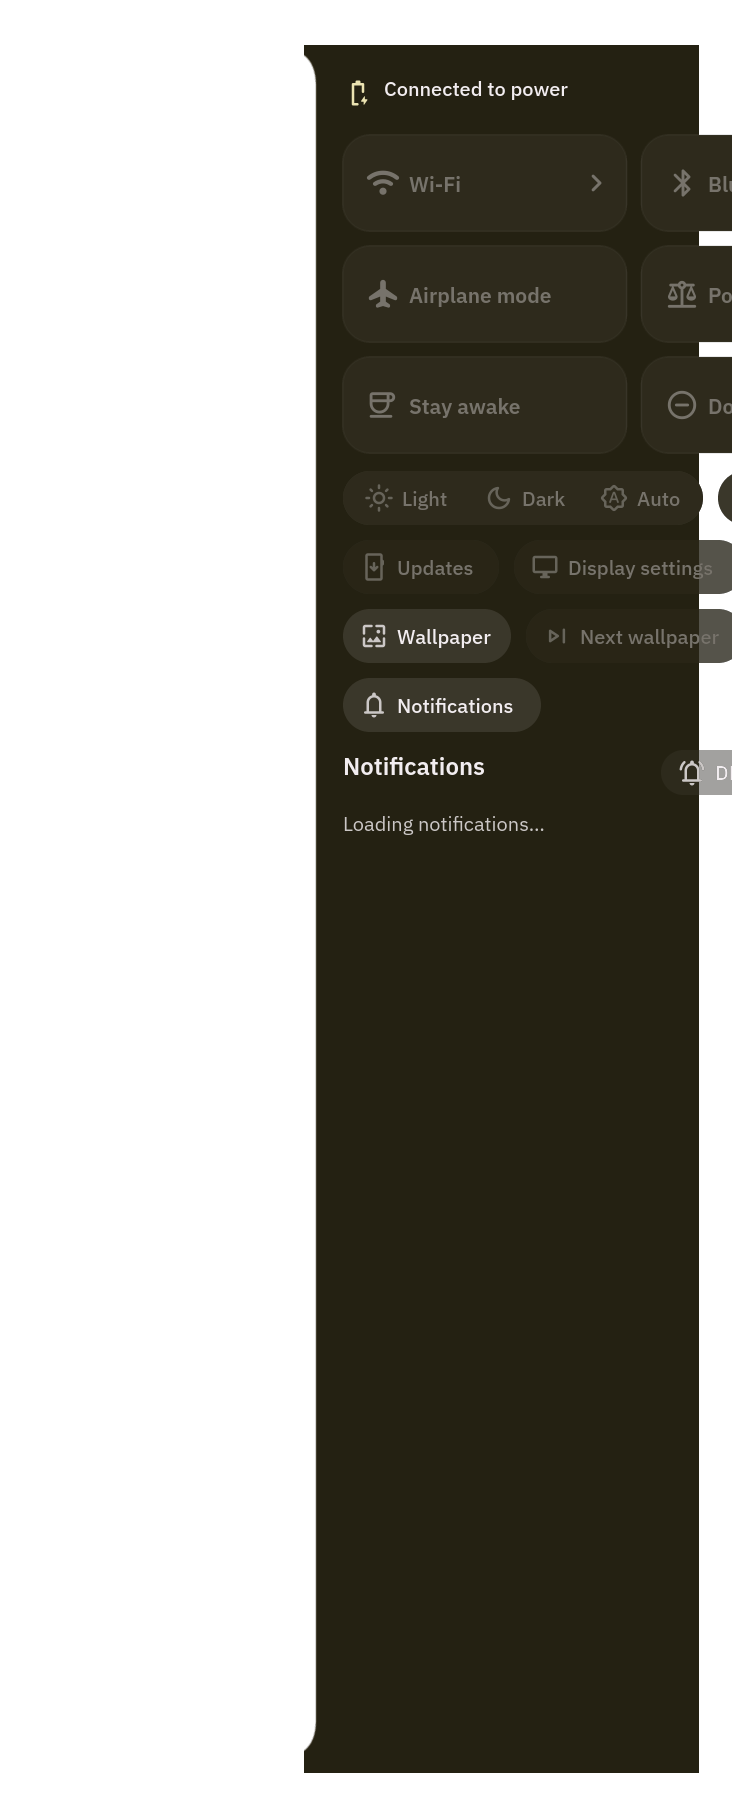 Connected to power
Wi-Fi
Airplane mode
Stay awake
Light Dark Auto
Updates Display settings
Wallpaper Next wallpaper
Notifications
Notifications
Loading notifications...